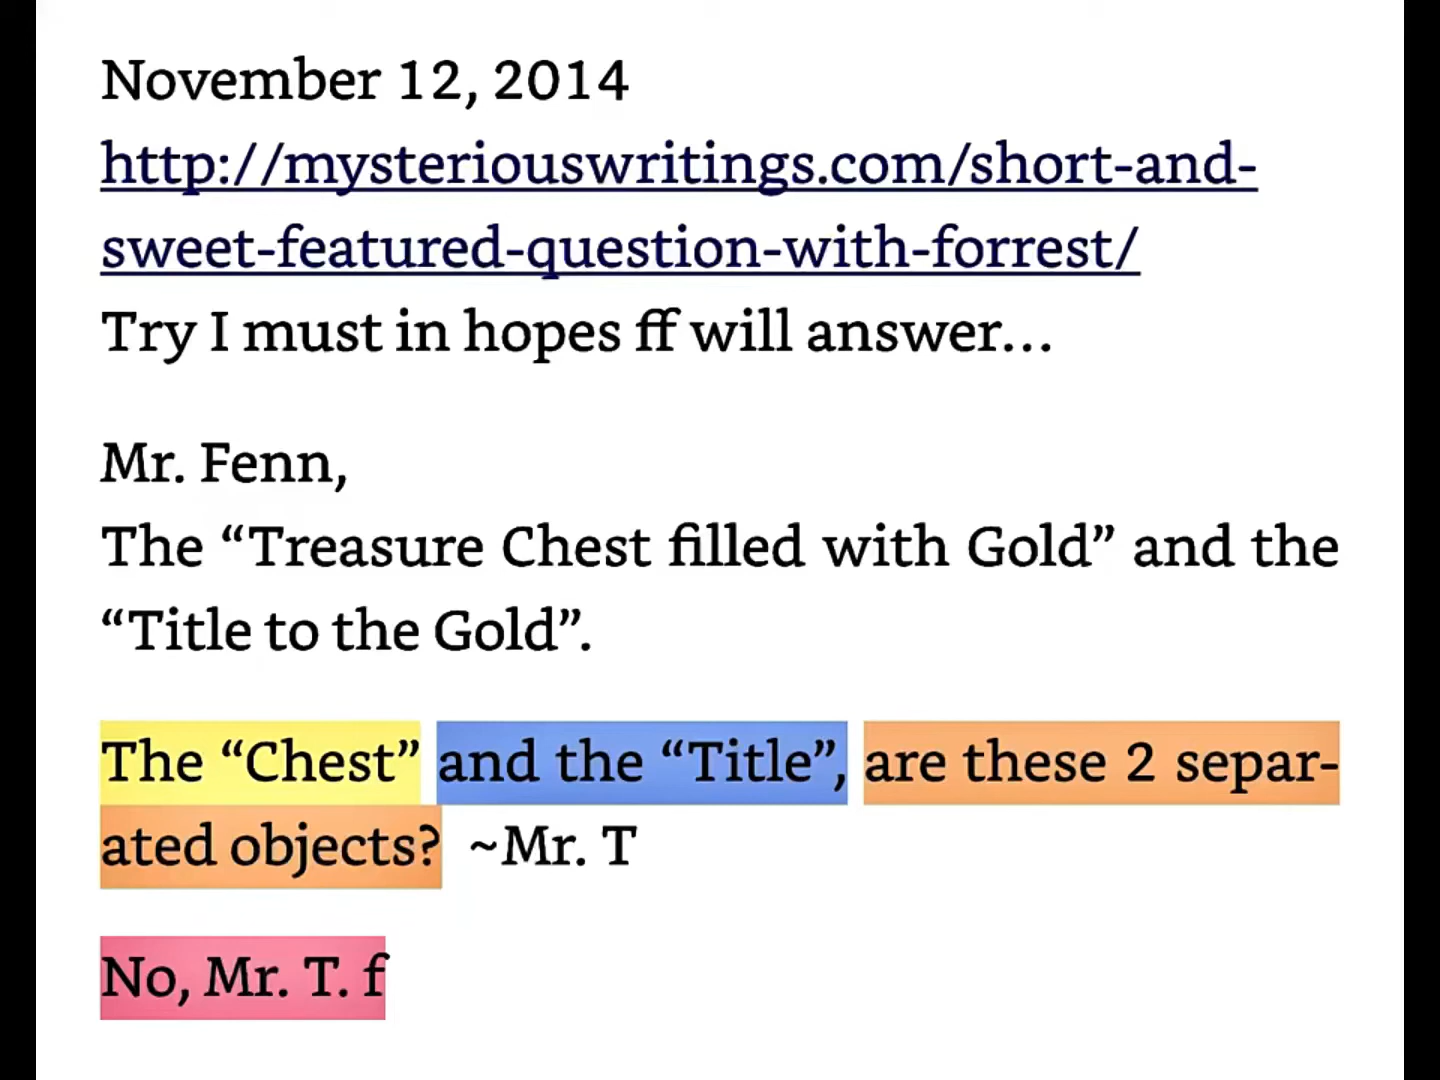 November 12, 2014
http://mysteriouswritings.com/short-and-
sweet-featured-question-with-forrest/
Try I must in hopes ff will answer…
Mr. Fenn,
The “Treasure Chest filled with Gold” and the
“Title to the Gold”.
The “Chest” and the “Title”, are these 2 separ-
ated objects? ~Mr. T
No, Mr. T. f